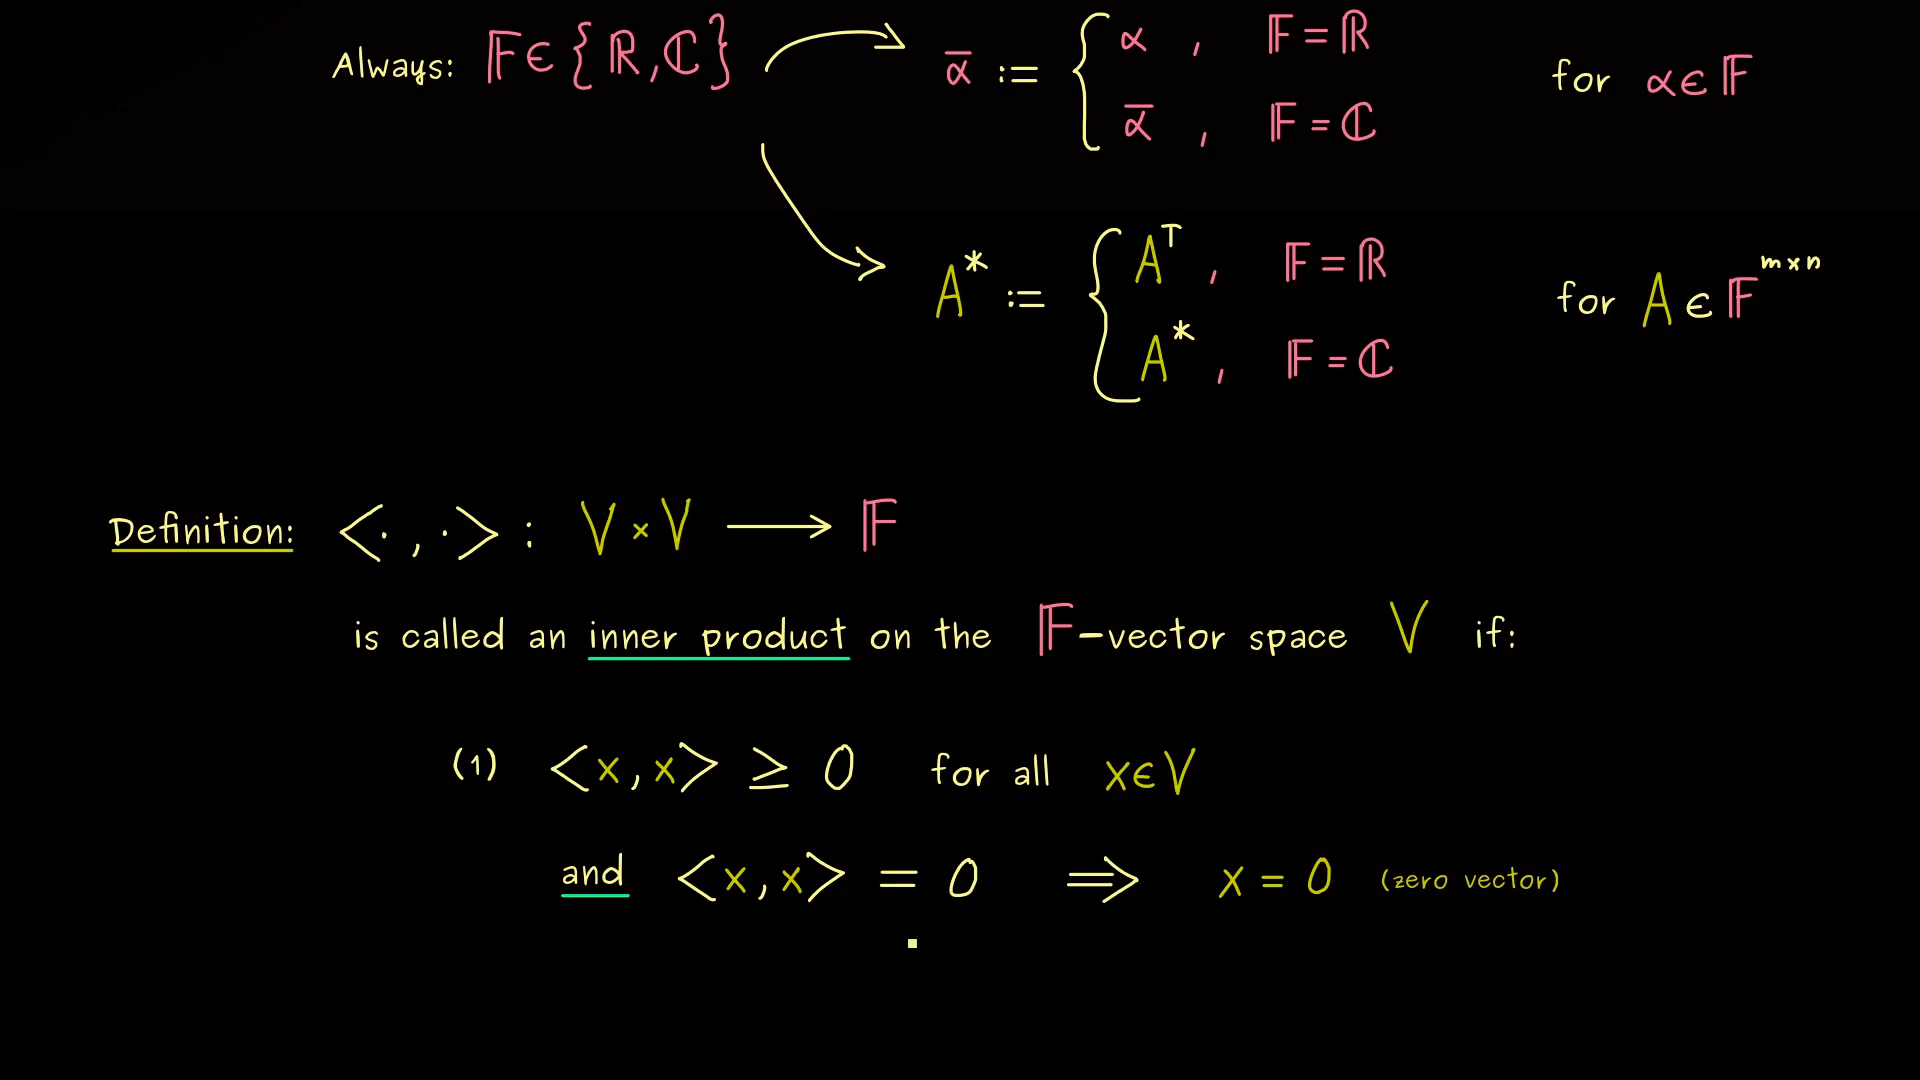 Always: 𝔽 ∈ {ℝ, ℂ} ᾱ := { α , 𝔽 = ℝ for α ∈ 𝔽
ᾱ , 𝔽 = ℂ
A* := { Aᵀ , 𝔽 = ℝ for A ∈ 𝔽^{m×n}
A* , 𝔽 = ℂ
Definition: <· , ·> : V × V ⟶ 𝔽
is called an inner product on the 𝔽-vector space V if:
(1) <x, x> ≥ 0 for all x ∈ V
and <x, x> = 0 ⟹ x = 0 (zero vector)